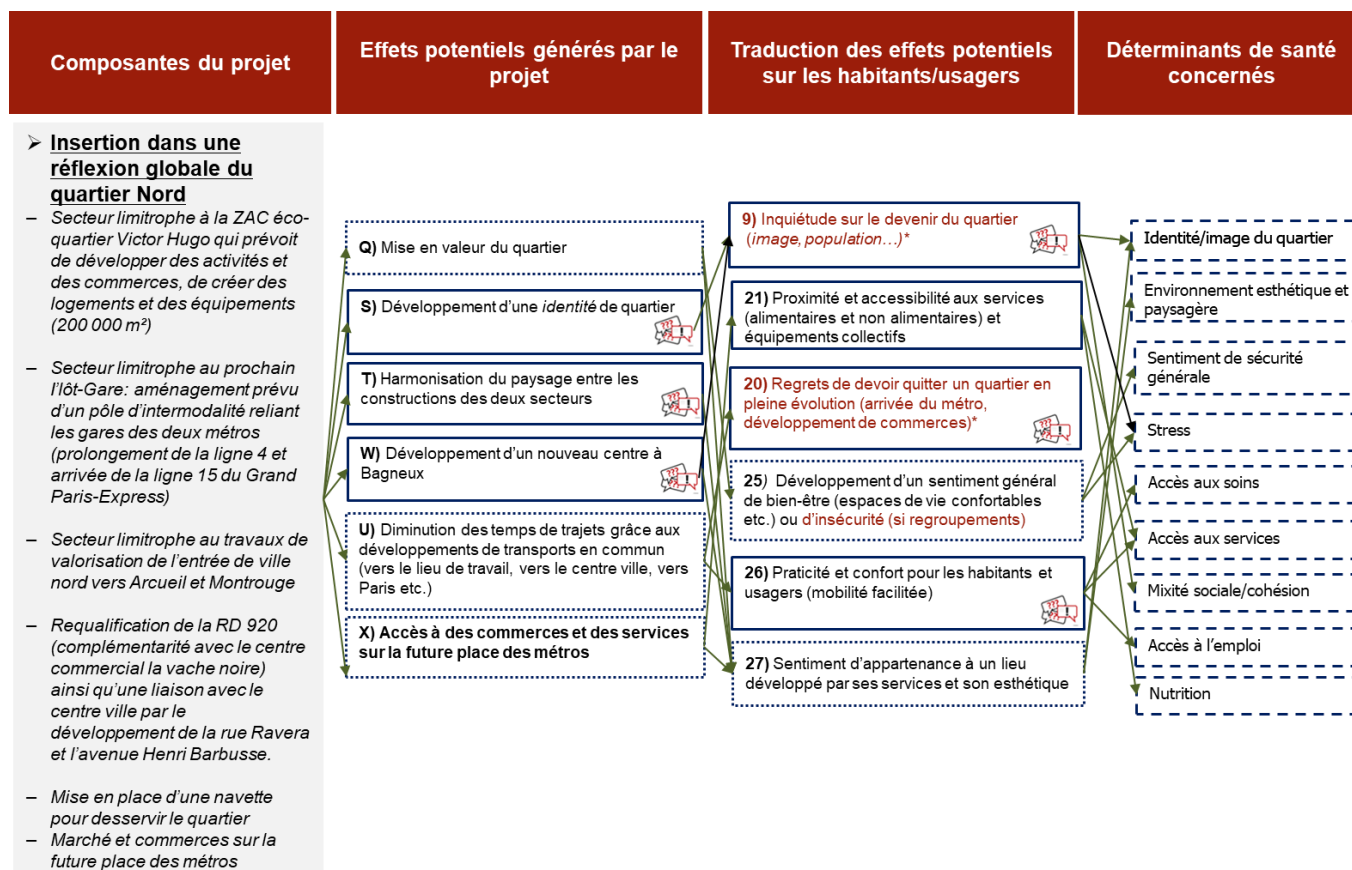 Composantes du projet
Effets potentiels générés par le
projet
Traduction des effets potentiels
sur les habitants/usagers
Déterminants de santé
concernés
➢ Insertion dans une
réflexion globale du
quartier Nord
– Secteur limitrophe à la ZAC éco-
quartier Victor Hugo qui prévoit
de développer des activités et
des commerces, de créer des
logements et des équipements
(200 000 m²)
– Secteur limitrophe au prochain
l'Iôt-Gare: aménagement prévu
d'un pôle d'intermodalité reliant
les gares des deux métros
(prolongement de la ligne 4 et
arrivée de la ligne 15 du Grand
Paris-Express)
– Secteur limitrophe au travaux de
valorisation de l'entrée de ville
nord vers Arcueil et Montrouge
– Requalification de la RD 920
(complémentarité avec le centre
commercial la vache noire)
ainsi qu'une liaison avec le
centre ville par le
développement de la rue Ravera
et l'avenue Henri Barbusse.
– Mise en place d'une navette
pour desservir le quartier
– Marché et commerces sur la
future place des métros
Q) Mise en valeur du quartier
S) Développement d'une identité de quartier
T) Harmonisation du paysage entre les
constructions des deux secteurs
W) Développement d'un nouveau centre à
Bagneux
U) Diminution des temps de trajets grâce aux
développements de transports en commun
(vers le lieu de travail, vers le centre ville, vers
Paris etc.)
X) Accès à des commerces et des services
sur la future place des métros
9) Inquiétude sur le devenir du quartier
(image, population…)*
21) Proximité et accessibilité aux services
(alimentaires et non alimentaires) et
équipements collectifs
20) Regrets de devoir quitter un quartier en
pleine évolution (arrivée du métro,
développement de commerces)*
25) Développement d'un sentiment général
de bien-être (espaces de vie confortables
etc.) ou d'insécurité (si regroupements)
26) Praticité et confort pour les habitants et
usagers (mobilité facilitée)
27) Sentiment d'appartenance à un lieu
développé par ses services et son esthétique
Identité/image du quartier
Environnement esthétique et
paysagère
Sentiment de sécurité
générale
Stress
Accès aux soins
Accès aux services
Mixité sociale/cohésion
Accès à l'emploi
Nutrition